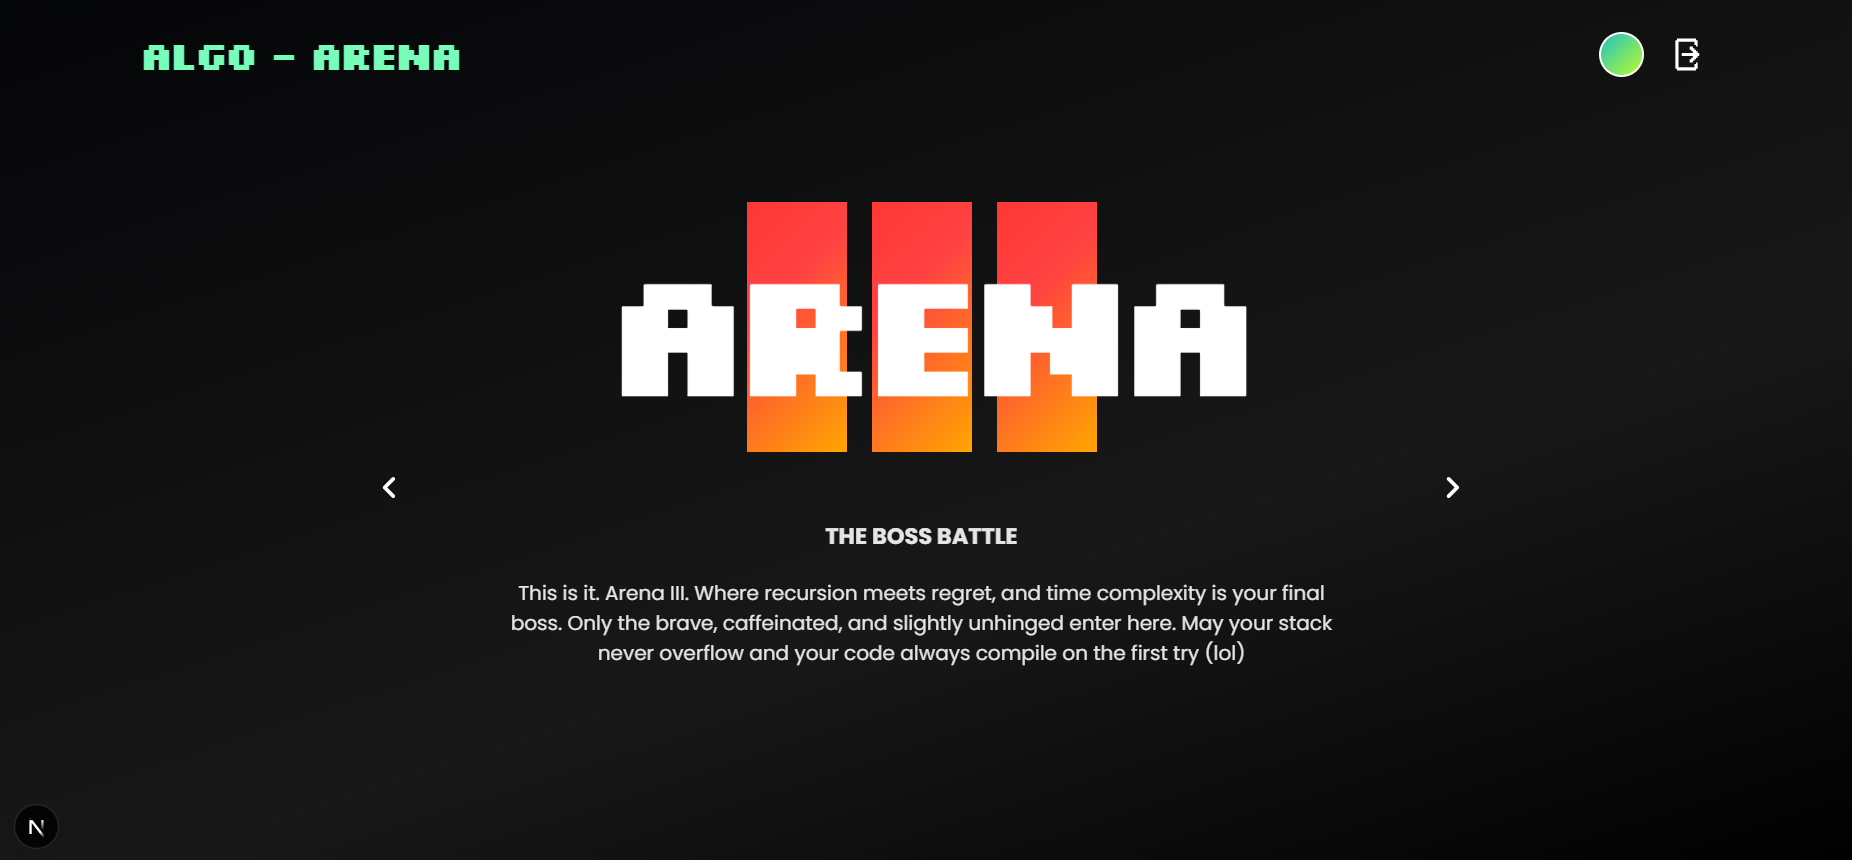 ALGO - ARENA
ARENA
THE BOSS BATTLE
This is it. Arena III. Where recursion meets regret, and time complexity is your final
boss. Only the brave, caffeinated, and slightly unhinged enter here. May your stack
never overflow and your code always compile on the first try (lol)
N